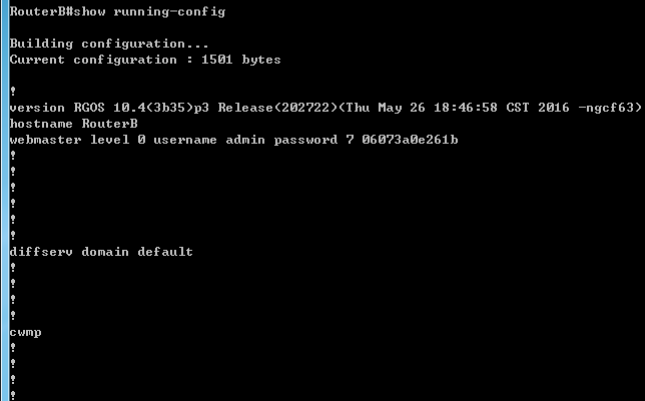 RouterB#show running-config
Building configuration...
Current configuration : 1501 bytes
!
version RGOS 10.4(3b35)p3 Release(202722)(Thu May 26 18:46:58 CST 2016 -ngcf63)
hostname RouterB
webmaster level 0 username admin password 7 06073a0e261b
!
!
!
!
!
!
diffserv domain default
!
!
!
!
cwmp
!
!
!
!